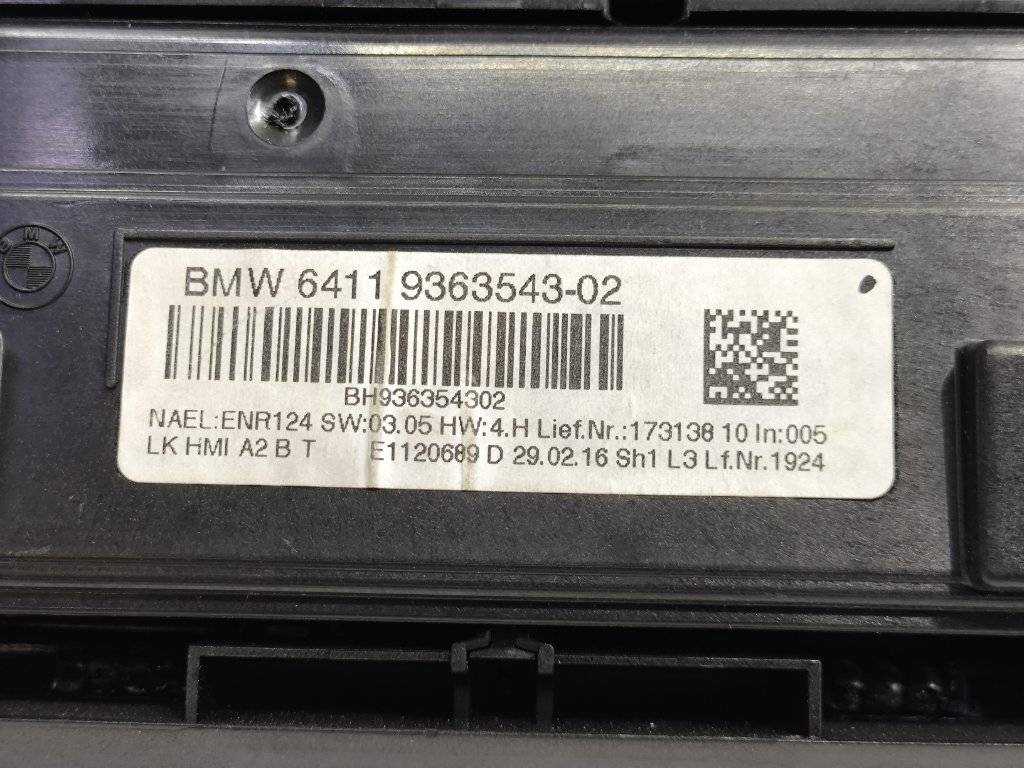 BMW
BMW 6411 9363543-02
BH936354302
NAEL:ENR124 SW:03.05 HW:4.H Lief.Nr.:173138 10 In:005
LK HMI A2 B T E1120689 D 29.02.16 Sh1 L3 Lf.Nr.1924